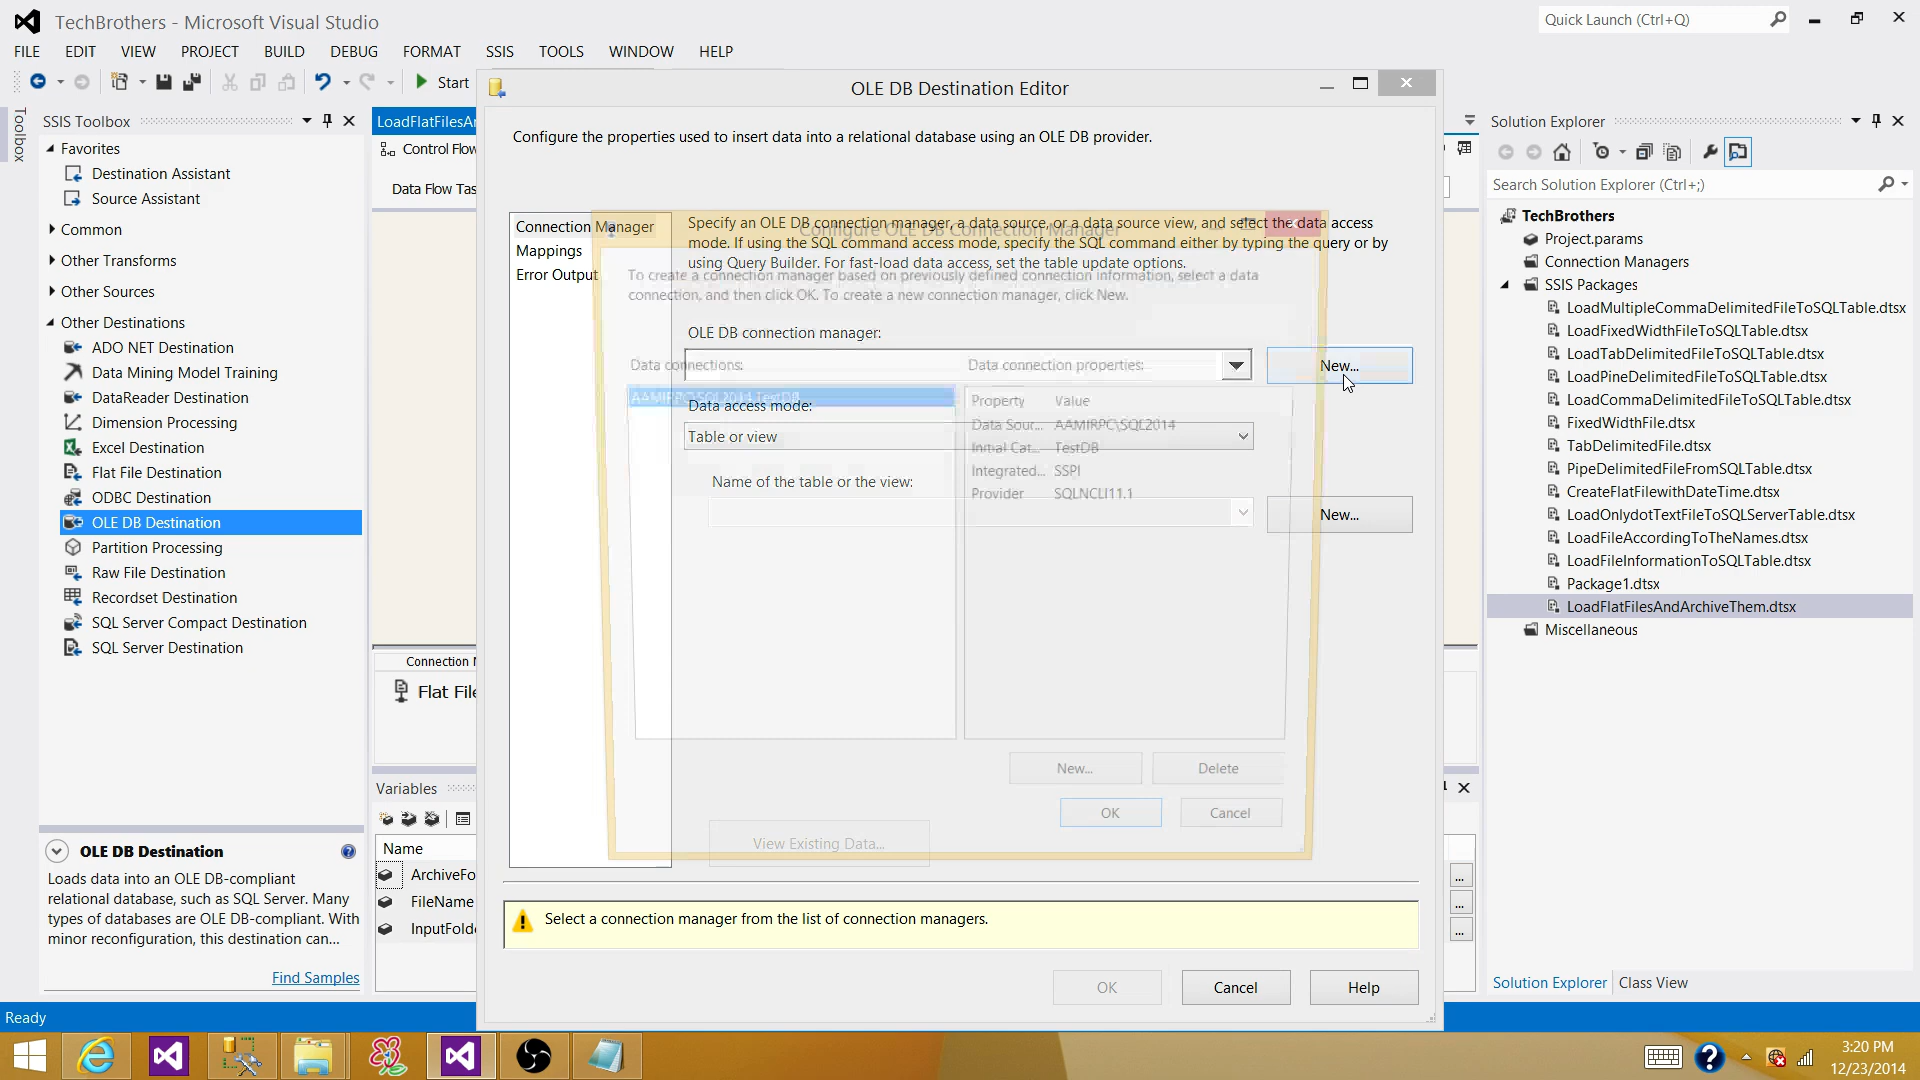 TechBrothers - Microsoft Visual Studio
Quick Launch (Ctrl+Q)
FILE EDIT VIEW PROJECT BUILD DEBUG FORMAT SSIS TOOLS WINDOW HELP
Start
OLE DB Destination Editor
Toolbox
SSIS Toolbox
Favorites
Destination Assistant
Source Assistant
Common
Other Transforms
Other Sources
Other Destinations
ADO NET Destination
Data Mining Model Training
DataReader Destination
Dimension Processing
Excel Destination
Flat File Destination
ODBC Destination
OLE DB Destination
Partition Processing
Raw File Destination
Recordset Destination
SQL Server Compact Destination
SQL Server Destination
OLE DB Destination
Loads data into an OLE DB-compliant
relational database, such as SQL Server. Many
types of databases are OLE DB-compliant. With
minor reconfiguration, this destination can...
Find Samples
LoadFlatFilesAr
Control Flow
Data Flow Tas
Connection M
Flat File
Variables
Name
ArchiveFo
FileName
InputFolde
Configure the properties used to insert data into a relational database using an OLE DB provider.
Connection Manager
Mappings
Error Output
Specify an OLE DB connection manager, a data source, or a data source view, and select the data access
mode. If using the SQL command access mode, specify the SQL command either by typing the query or by
using Query Builder. For fast-load data access, set the table update options.
OLE DB connection manager:
New...
Data access mode:
Table or view
Name of the table or the view:
New...
View Existing Data...
Configure OLE DB Connection Manager
To create a connection manager based on previously defined connection information, select a data
connection, and then click OK. To create a new connection manager, click New.
Data connections:
AAMIRPC\SQL2014.TestDB
Data connection properties:
Property Value
Data Sour... AAMIRPC\SQL2014
Initial Cat... TestDB
Integrated... SSPI
Provider SQLNCLI11.1
New... Delete
OK Cancel
Select a connection manager from the list of connection managers.
OK Cancel Help
Solution Explorer
Search Solution Explorer (Ctrl+;)
TechBrothers
Project.params
Connection Managers
SSIS Packages
LoadMultipleCommaDelimitedFileToSQLTable.dtsx
LoadFixedWidthFileToSQLTable.dtsx
LoadTabDelimitedFileToSQLTable.dtsx
LoadPineDelimitedFileToSQLTable.dtsx
LoadCommaDelimitedFileToSQLTable.dtsx
FixedWidthFile.dtsx
TabDelimitedFile.dtsx
PipeDelimitedFileFromSQLTable.dtsx
CreateFlatFilewithDateTime.dtsx
LoadOnlydotTextFileToSQLServerTable.dtsx
LoadFileAccordingToTheNames.dtsx
LoadFileInformationToSQLTable.dtsx
Package1.dtsx
LoadFlatFilesAndArchiveThem.dtsx
Miscellaneous
...
...
...
Solution Explorer Class View
Ready
3:20 PM
12/23/2014